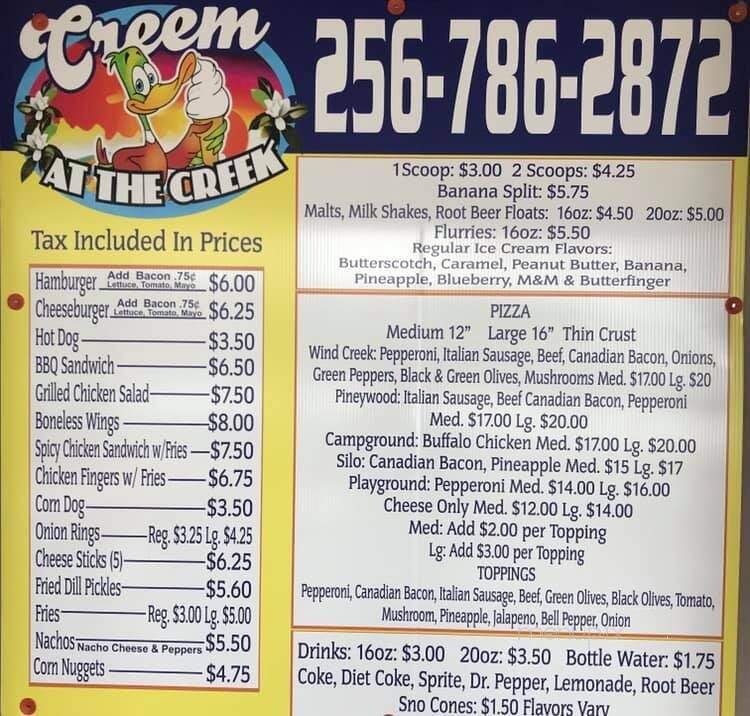 Creem
AT THE CREEK
256-786-2872
Tax Included In Prices
Hamburger Add Bacon .75¢ Lettuce, Tomato, Mayo $6.00
Cheeseburger Add Bacon .75¢ Lettuce, Tomato, Mayo $6.25
Hot Dog $3.50
BBQ Sandwich $6.50
Grilled Chicken Salad $7.50
Boneless Wings $8.00
Spicy Chicken Sandwich w/Fries $7.50
Chicken Fingers w/ Fries $6.75
Corn Dog $3.50
Onion Rings Reg. $3.25 Lg. $4.25
Cheese Sticks (5) $6.25
Fried Dill Pickles $5.60
Fries Reg. $3.00 Lg. $5.00
Nachos Nacho Cheese & Peppers $5.50
Corn Nuggets $4.75
1 Scoop: $3.00 2 Scoops: $4.25
Banana Split: $5.75
Malts, Milk Shakes, Root Beer Floats: 16oz: $4.50 20oz: $5.00
Flurries: 16oz: $5.50
Regular Ice Cream Flavors:
Butterscotch, Caramel, Peanut Butter, Banana,
Pineapple, Blueberry, M&M & Butterfinger
PIZZA
Medium 12" Large 16" Thin Crust
Wind Creek: Pepperoni, Italian Sausage, Beef, Canadian Bacon, Onions,
Green Peppers, Black & Green Olives, Mushrooms Med. $17.00 Lg. $20
Pineywood: Italian Sausage, Beef Canadian Bacon, Pepperoni
Med. $17.00 Lg. $20.00
Campground: Buffalo Chicken Med. $17.00 Lg. $20.00
Silo: Canadian Bacon, Pineapple Med. $15 Lg. $17
Playground: Pepperoni Med. $14.00 Lg. $16.00
Cheese Only Med. $12.00 Lg. $14.00
Med: Add $2.00 per Topping
Lg: Add $3.00 per Topping
TOPPINGS
Pepperoni, Canadian Bacon, Italian Sausage, Beef, Green Olives, Black Olives, Tomato,
Mushroom, Pineapple, Jalapeno, Bell Pepper, Onion
Drinks: 16oz: $3.00 20oz: $3.50 Bottle Water: $1.75
Coke, Diet Coke, Sprite, Dr. Pepper, Lemonade, Root Beer
Sno Cones: $1.50 Flavors Vary